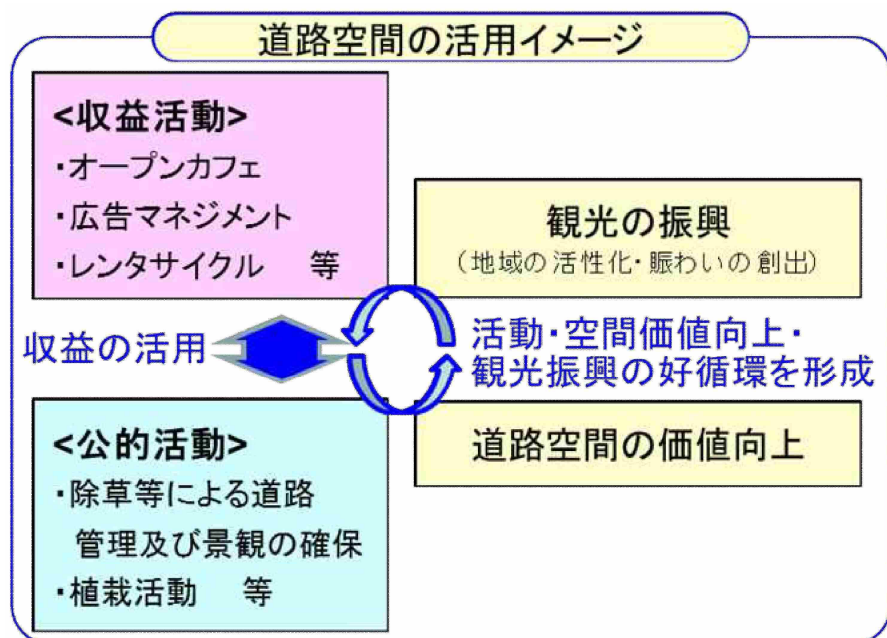 道路空間の活用イメージ
<収益活動>
・オープンカフェ
・広告マネジメント
・レンタサイクル　等
観光の振興
（地域の活性化・賑わいの創出）
収益の活用
活動・空間価値向上・
観光振興の好循環を形成
<公的活動>
・除草等による道路
管理及び景観の確保
・植栽活動　等
道路空間の価値向上